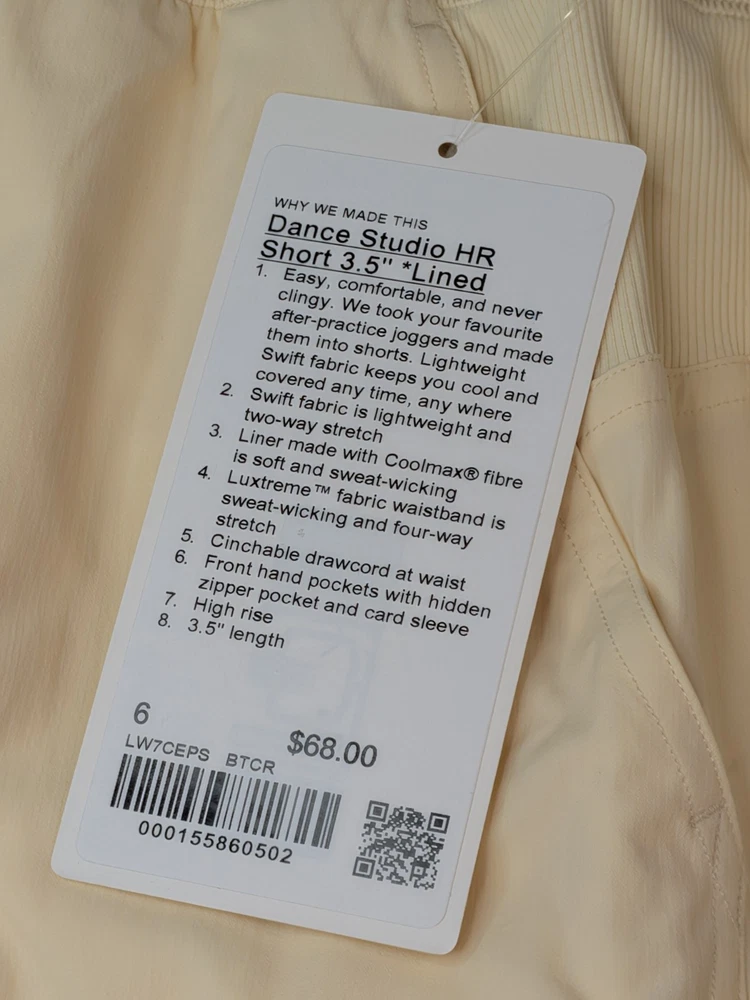 WHY WE MADE THIS
Dance Studio HR
Short 3.5" *Lined
1. Easy, comfortable, and never
clingy. We took your favourite
after-practice joggers and made
them into shorts. Lightweight
Swift fabric keeps you cool and
covered any time, any where
2. Swift fabric is lightweight and
two-way stretch
3. Liner made with Coolmax® fibre
is soft and sweat-wicking
4. Luxtreme™ fabric waistband is
sweat-wicking and four-way
stretch
5. Cinchable drawcord at waist
6. Front hand pockets with hidden
zipper pocket and card sleeve
7. High rise
8. 3.5" length
6
$68.00
LW7CEPS BTCR
000155860502